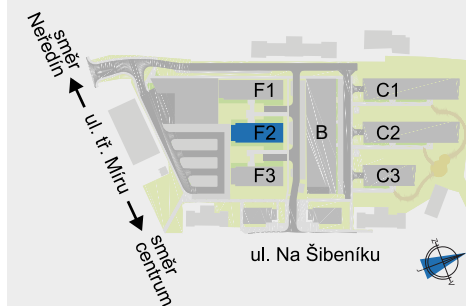 směr
Neředín
ul. tř. Míru
směr
centrum
F1
F2
F3
B
C1
C2
C3
ul. Na Šibeníku